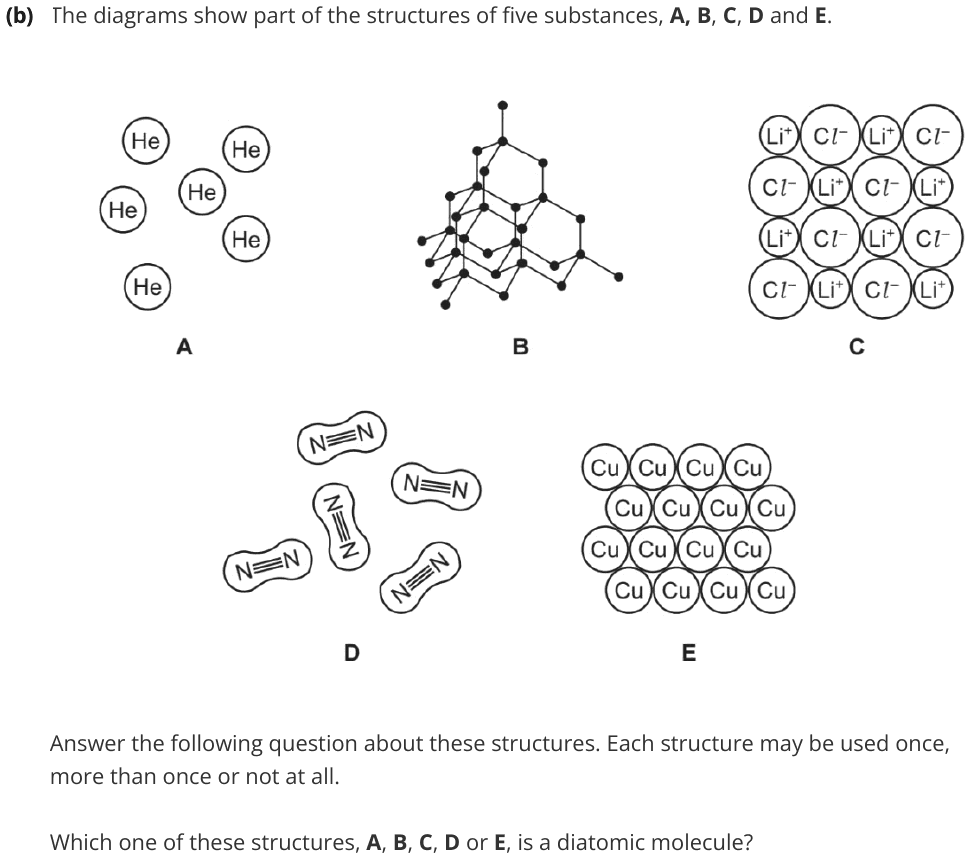 (b) The diagrams show part of the structures of five substances, A, B, C, D and E.
He
He
He
He
He
He
A
B
Li⁺ Cl⁻ Li⁺ Cl⁻
Cl⁻ Li⁺ Cl⁻ Li⁺
Li⁺ Cl⁻ Li⁺ Cl⁻
Cl⁻ Li⁺ Cl⁻ Li⁺
C
N≡N
N≡N
N≡N
N≡N
N≡N
D
Cu Cu Cu Cu
Cu Cu Cu Cu
Cu Cu Cu Cu
Cu Cu Cu Cu
E
Answer the following question about these structures. Each structure may be used once,
more than once or not at all.
Which one of these structures, A, B, C, D or E, is a diatomic molecule?